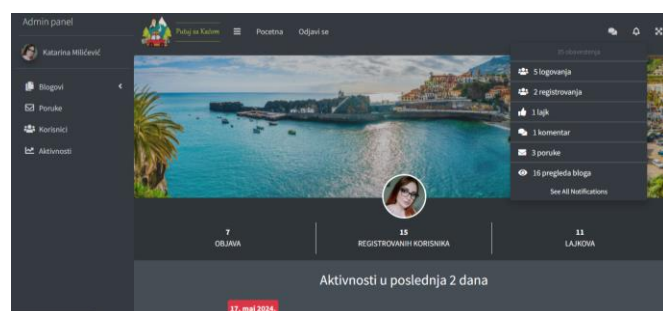 Admin panel
Putuj sa Kaćom
Pocetna
Odjavi se
Katarina Milićević
Blogovi
Poruke
Korisnici
Aktivnosti
5 logovanja
2 registrovanja
1 lajk
1 komentar
3 poruke
16 pregleda bloga
See All Notifications
7
OBJAVA
15
REGISTROVANIH KORISNIKA
11
LAJKOVA
Aktivnosti u poslednja 2 dana
17. maj 2024.